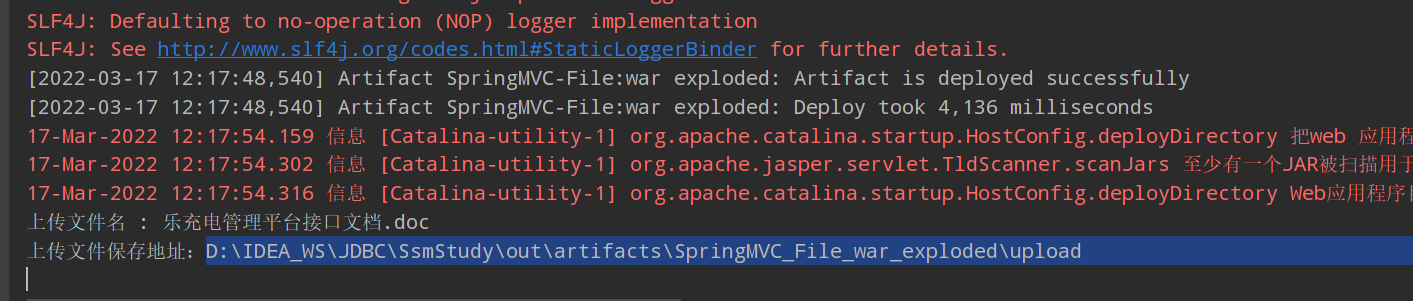 SLF4J: Defaulting to no-operation (NOP) logger implementation
SLF4J: See http://www.slf4j.org/codes.html#StaticLoggerBinder for further details.
[2022-03-17 12:17:48,540] Artifact SpringMVC-File:war exploded: Artifact is deployed successfully
[2022-03-17 12:17:48,540] Artifact SpringMVC-File:war exploded: Deploy took 4,136 milliseconds
17-Mar-2022 12:17:54.159 信息 [Catalina-utility-1] org.apache.catalina.startup.HostConfig.deployDirectory 把web 应用程
17-Mar-2022 12:17:54.302 信息 [Catalina-utility-1] org.apache.jasper.servlet.TldScanner.scanJars 至少有一个JAR被扫描用于
17-Mar-2022 12:17:54.316 信息 [Catalina-utility-1] org.apache.catalina.startup.HostConfig.deployDirectory Web应用程序
上传文件名 : 乐充电管理平台接口文档.doc
上传文件保存地址：D:\IDEA_WS\JDBC\SsmStudy\out\artifacts\SpringMVC_File_war_exploded\upload